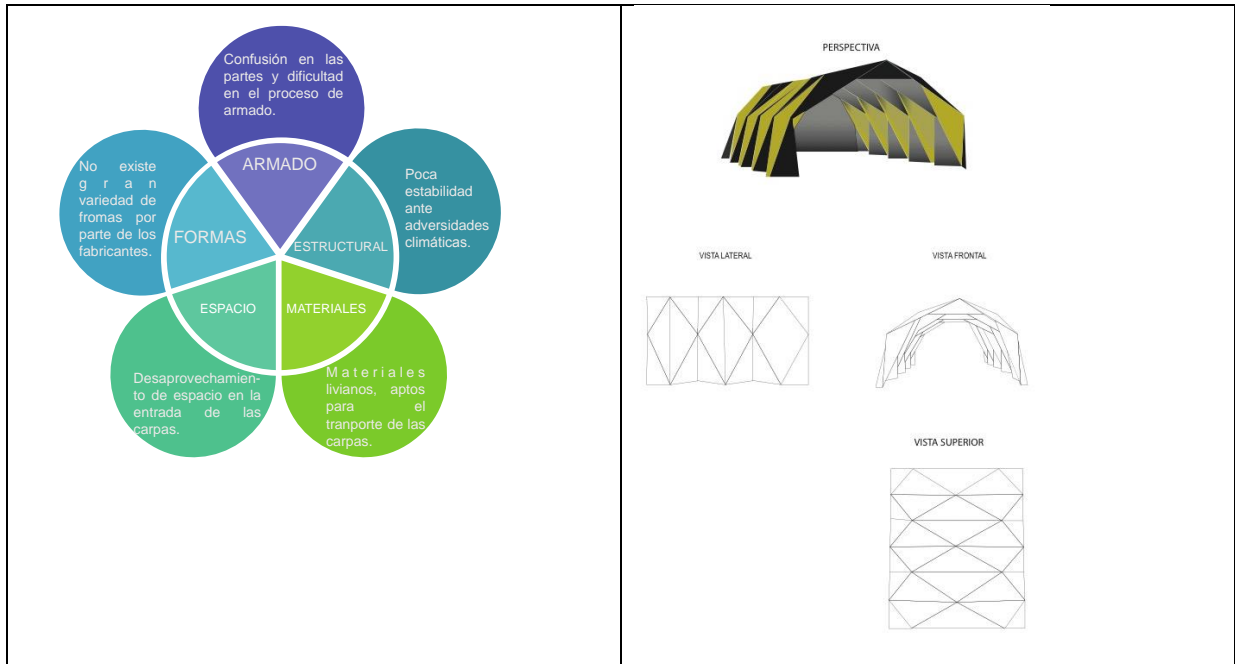 Confusión en las
partes y dificultad
en el proceso de
armado.
ARMADO
No existe
g r a n
variedad de
fromas por
parte de los
fabricantes.
FORMAS
Poca
estabilidad
ante
adversidades
climáticas.
ESTRUCTURAL
ESPACIO
MATERIALES
Desaprovechamien-
to de espacio en la
entrada de las
carpas.
M a t e r i a l e s
livianos, aptos
para el
tranporte de las
carpas.
PERSPECTIVA
VISTA LATERAL
VISTA FRONTAL
VISTA SUPERIOR